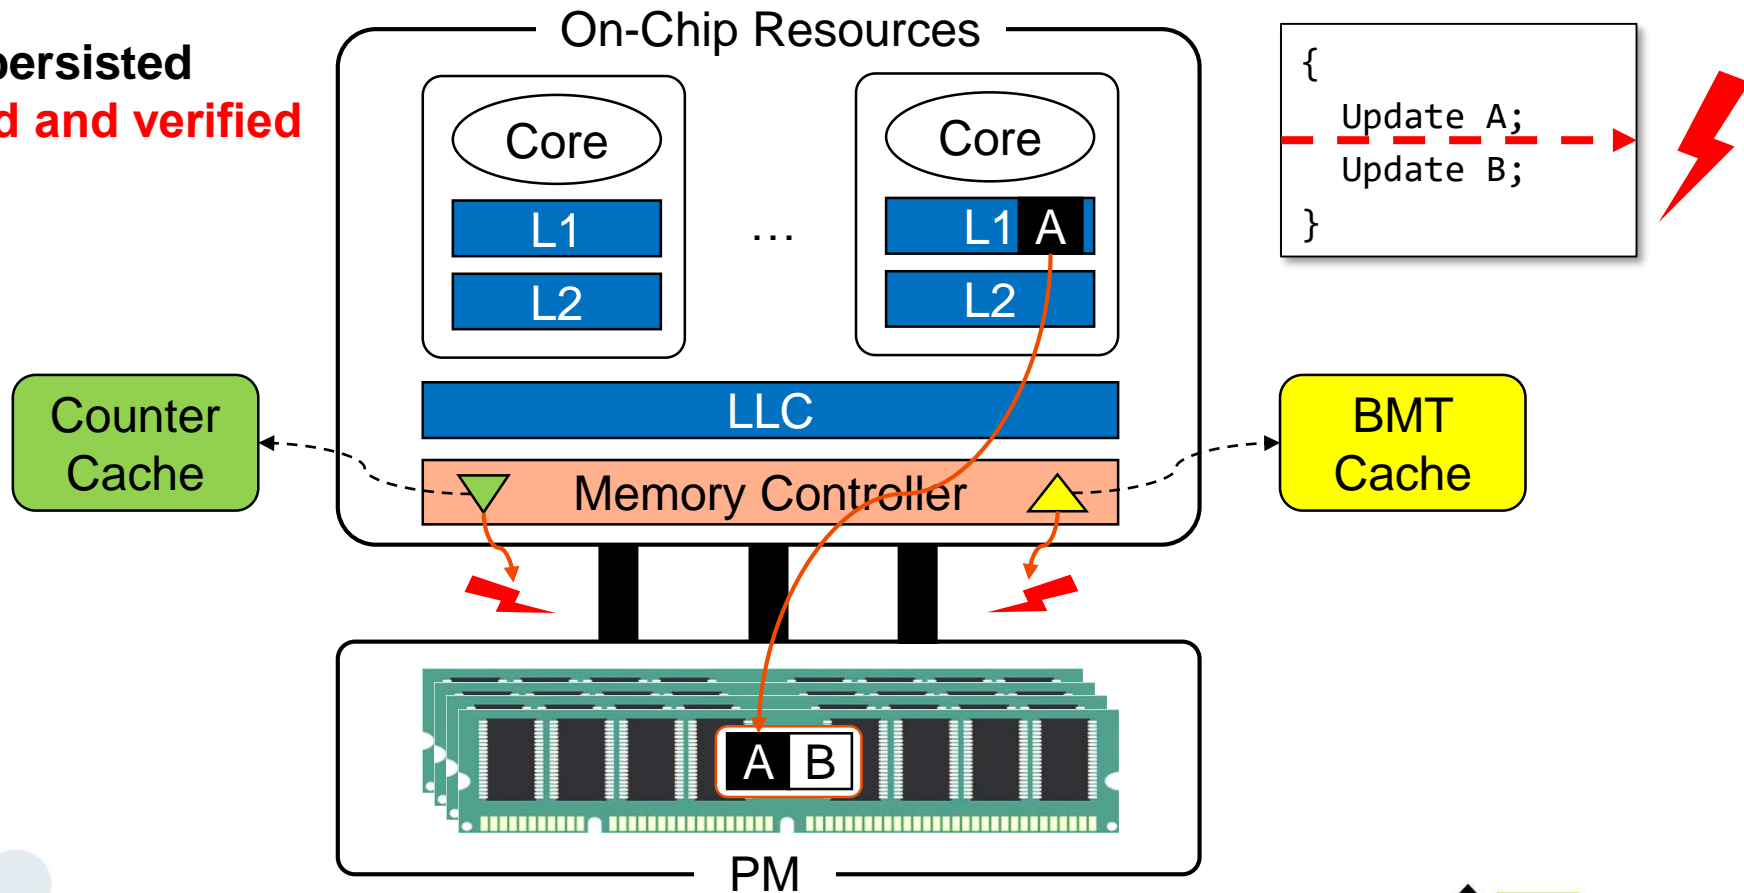 persisted
and verified
On-Chip Resources
Core
L1
L2
…
Core
L1 A
L2
LLC
Memory Controller
Counter
Cache
BMT
Cache
{
Update A;
Update B;
}
A B
PM